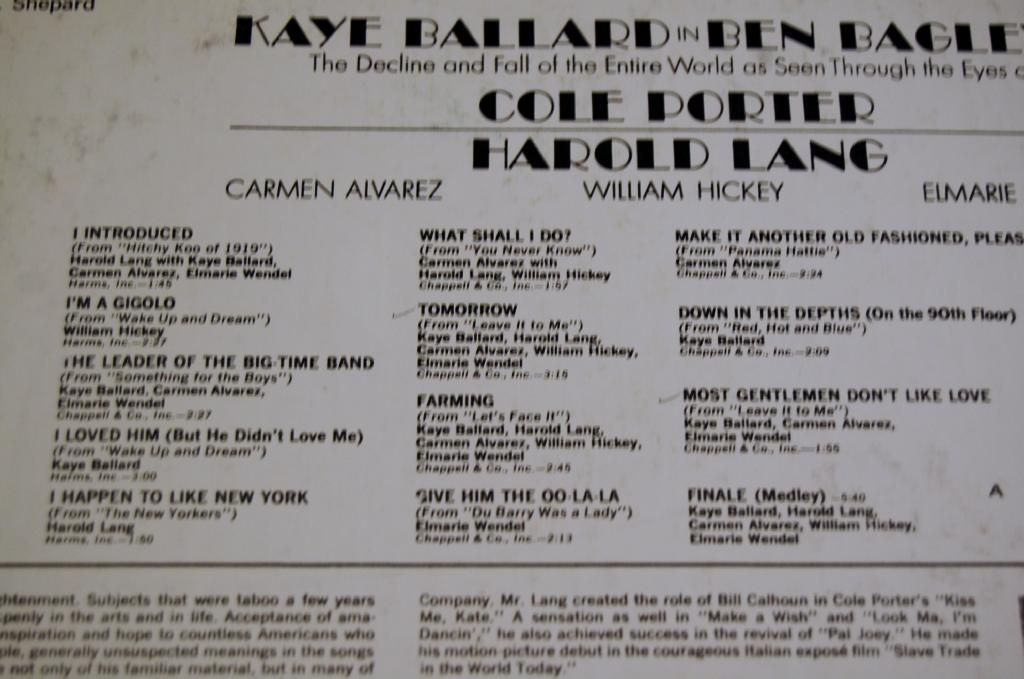 . Shepard
KAYE BALLARD IN BEN BAGLE
The Decline and Fall of the Entire World as Seen Through the Eyes o
COLE PORTER
HAROLD LANG
CARMEN ALVAREZ WILLIAM HICKEY ELMARIE
I INTRODUCED
(From "Hitchy Koo of 1919")
Harold Lang with Kaye Ballard,
Carmen Alvarez, Elmarie Wendel
Harms, Inc.—1:45
I'M A GIGOLO
(From "Wake Up and Dream")
William Hickey
Harms, Inc.—2:27
THE LEADER OF THE BIG-TIME BAND
(From "Something for the Boys")
Kaye Ballard, Carmen Alvarez,
Elmarie Wendel
Chappell & Co., Inc.—2:27
I LOVED HIM (But He Didn't Love Me)
(From "Wake Up and Dream")
Kaye Ballard
Harms, Inc.—3:00
I HAPPEN TO LIKE NEW YORK
(From "The New Yorkers")
Harold Lang
Harms, Inc.—1:50
WHAT SHALL I DO?
(From "You Never Know")
Carmen Alvarez with
Harold Lang, William Hickey
Chappell & Co., Inc.—1:57
TOMORROW
(From "Leave It to Me")
Kaye Ballard, Harold Lang,
Carmen Alvarez, William Hickey,
Elmarie Wendel
Chappell & Co., Inc.—3:15
FARMING
(From "Let's Face It")
Kaye Ballard, Harold Lang,
Carmen Alvarez, William Hickey,
Elmarie Wendel
Chappell & Co., Inc.—2:45
GIVE HIM THE OO-LA-LA
(From "Du Barry Was a Lady")
Elmarie Wendel
Chappell & Co., Inc.—2:13
MAKE IT ANOTHER OLD FASHIONED, PLEAS
(From "Panama Hattie")
Carmen Alvarez
Chappell & Co., Inc.—2:24
DOWN IN THE DEPTHS (On the 90th Floor)
(From "Red, Hot and Blue")
Kaye Ballard
Chappell & Co., Inc.—2:09
MOST GENTLEMEN DON'T LIKE LOVE
(From "Leave It to Me")
Kaye Ballard, Carmen Alvarez,
Elmarie Wendel
Chappell & Co., Inc.—1:55
FINALE (Medley)—5:40
Kaye Ballard, Harold Lang,
Carmen Alvarez, William Hickey,
Elmarie Wendel
A
ghtenment. Subjects that were taboo a few years
penly in the arts and in life. Acceptance of ama-
nspiration and hope to countless Americans who
ple, generally unsuspected meanings in the songs
not only of his familiar material, but in many of
Company. Mr. Lang created the role of Bill Calhoun in Cole Porter's "Kiss
Me, Kate." A sensation as well in "Make a Wish" and "Look Ma, I'm
Dancin'," he also achieved success in the revival of "Pal Joey." He made
his motion picture debut in the courageous Italian exposé film "Slave Trade
in the World Today."